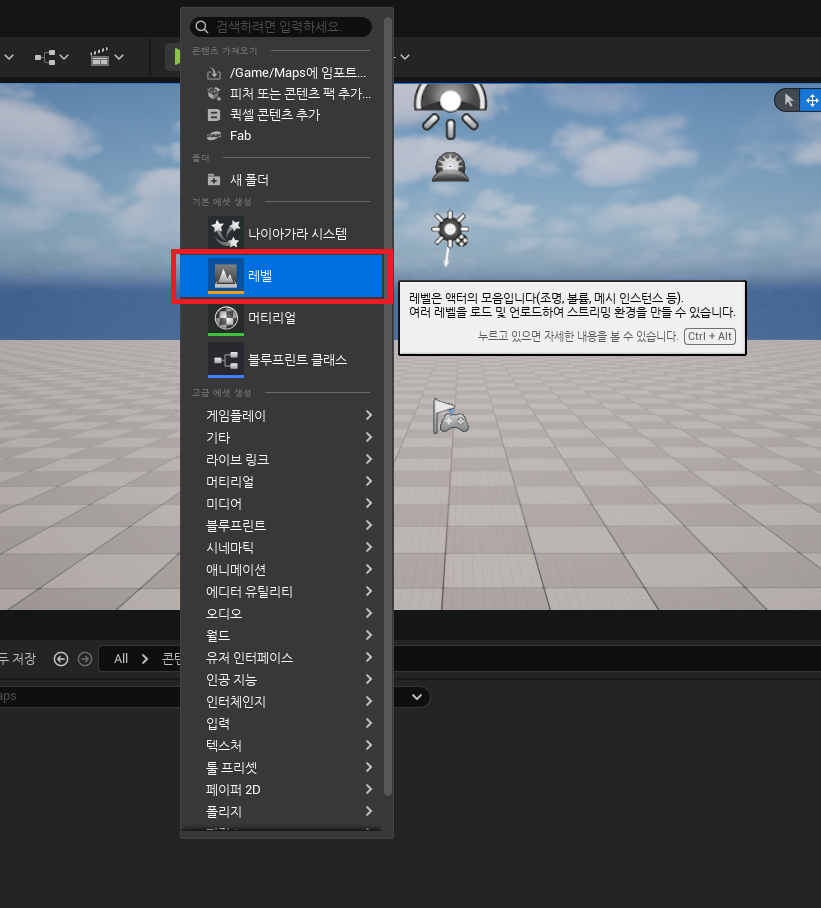 검색하려면 입력하세요.
콘텐츠 가져오기
/Game/Maps에 임포트...
피처 또는 콘텐츠 팩 추가...
퀵셀 콘텐츠 추가
Fab
폴더
새 폴더
기본 에셋 생성
나이아가라 시스템
레벨
레벨은 액터의 모음입니다(조명, 볼륨, 메시 인스턴스 등).
여러 레벨을 로드 및 언로드하여 스트리밍 환경을 만들 수 있습니다.
누르고 있으면 자세한 내용을 볼 수 있습니다. Ctrl + Alt
머티리얼
블루프린트 클래스
고급 에셋 생성
게임플레이
기타
라이브 링크
머티리얼
미디어
블루프린트
시네마틱
애니메이션
에디터 유틸리티
오디오
월드
유저 인터페이스
인공 지능
인터체인지
입력
텍스처
툴 프리셋
페이퍼 2D
폴리지
두 저장
All
콘텐
aps